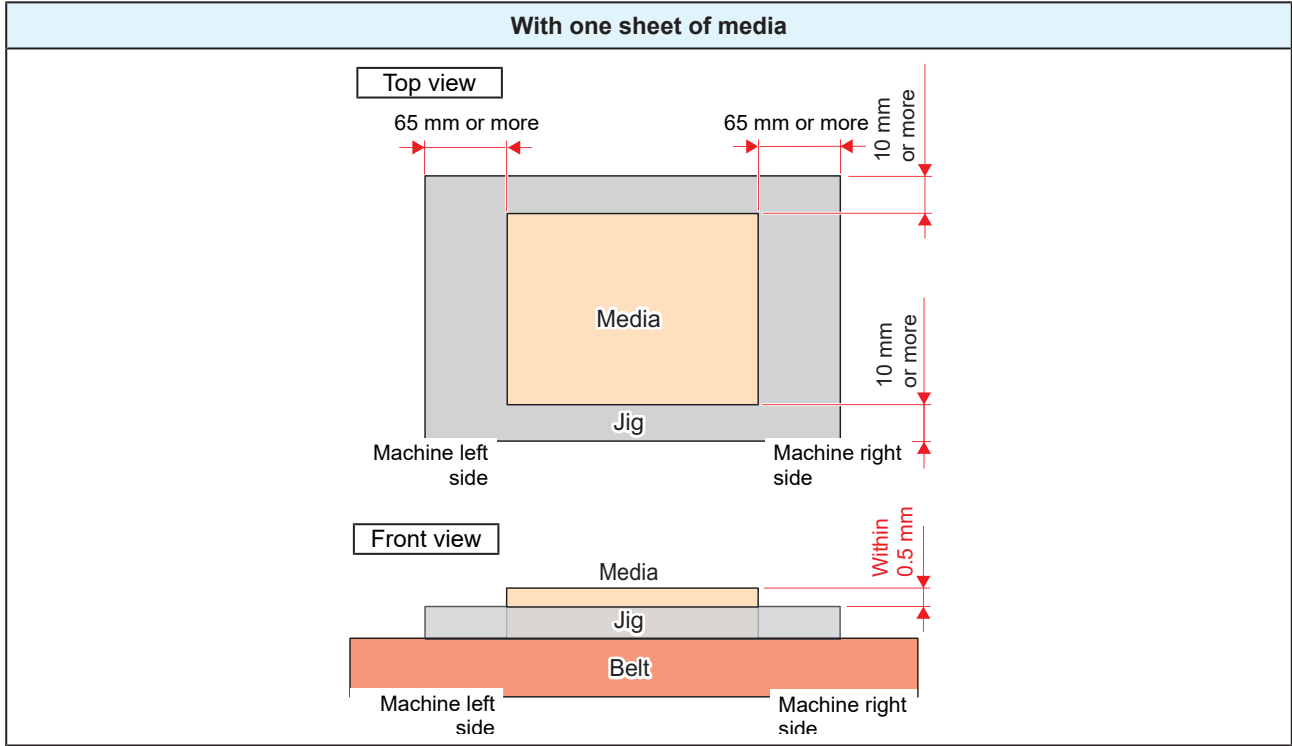 With one sheet of media
Top view
65 mm or more
65 mm or more
10 mm
or more
Media
10 mm
or more
Jig
Machine left
side
Machine right
side
Front view
Within
0.5 mm
Media
Jig
Belt
Machine left
side
Machine right
side